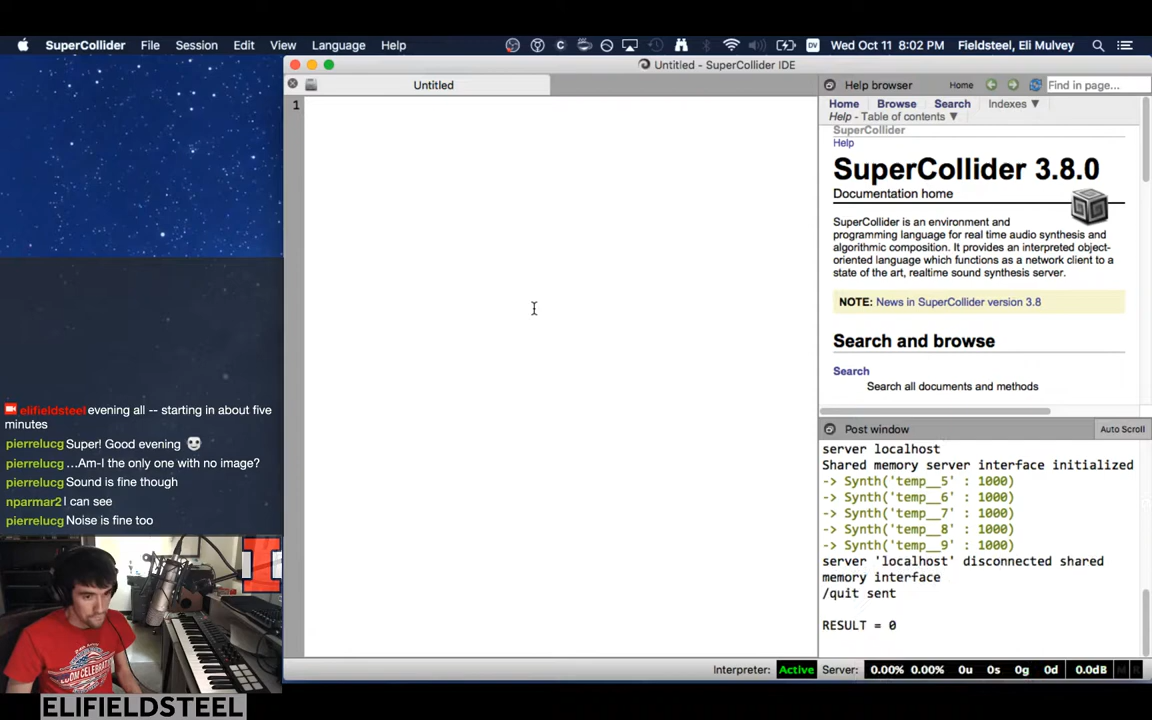 SuperCollider File Session Edit View Language Help DV Wed Oct 11 8:02 PM Fieldsteel, Eli Mulvey
Untitled - SuperCollider IDE
Untitled
1
Help browser Home Find in page...
Home Browse Search Indexes ▼
Help - Table of contents ▼
SuperCollider
Help
SuperCollider 3.8.0
Documentation home
SuperCollider is an environment and
programming language for real time audio synthesis and
algorithmic composition. It provides an interpreted object-
oriented language which functions as a network client to a
state of the art, realtime sound synthesis server.
NOTE: News in SuperCollider version 3.8
Search and browse
Search
Search all documents and methods
Post window Auto Scroll
server localhost
Shared memory server interface initialized
-> Synth('temp__5' : 1000)
-> Synth('temp__6' : 1000)
-> Synth('temp__7' : 1000)
-> Synth('temp__8' : 1000)
-> Synth('temp__9' : 1000)
server 'localhost' disconnected shared
memory interface
/quit sent
RESULT = 0
Interpreter: Active Server: 0.00% 0.00% 0u 0s 0g 0d 0.0dB M R
elifieldsteel evening all -- starting in about five
minutes
pierrelucg Super! Good evening
pierrelucg ...Am-I the only one with no image?
pierrelucg Sound is fine though
nparmar2 I can see
pierrelucg Noise is fine too
ELIFIELDSTEEL